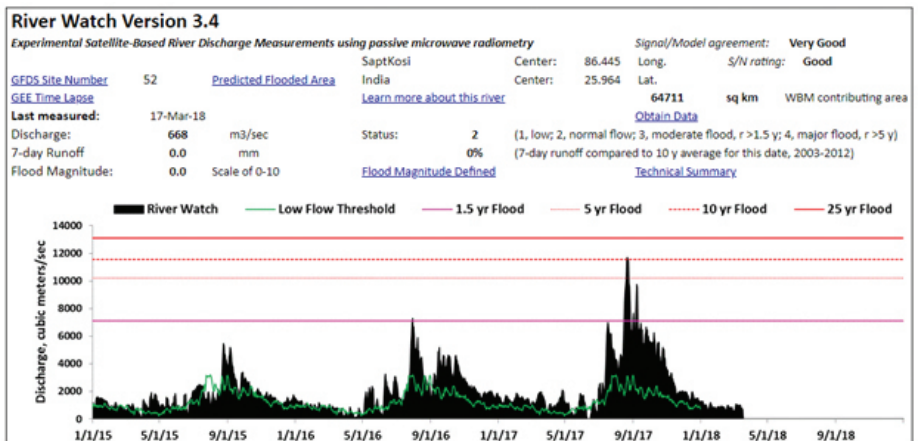 River Watch Version 3.4
Experimental Satellite-Based River Discharge Measurements using passive microwave radiometry Signal/Model agreement: Very Good
SaptKosi Center: 86.445 Long. S/N rating: Good
GFDS Site Number 52 Predicted Flooded Area India Center: 25.964 Lat.
GEE Time Lapse Learn more about this river 64711 sq km WBM contributing area
Last measured: 17-Mar-18 Obtain Data
Discharge: 668 m3/sec Status: 2 (1, low; 2, normal flow; 3, moderate flood, r >1.5 y; 4, major flood, r >5 y)
7-day Runoff 0.0 mm 0% (7-day runoff compared to 10 y average for this date, 2003-2012)
Flood Magnitude: 0.0 Scale of 0-10 Flood Magnitude Defined Technical Summary
River Watch Low Flow Threshold 1.5 yr Flood 5 yr Flood 10 yr Flood 25 yr Flood
Discharge, cubic meters/sec
14000
12000
10000
8000
6000
4000
2000
0
1/1/15 5/1/15 9/1/15 1/1/16 5/1/16 9/1/16 1/1/17 5/1/17 9/1/17 1/1/18 5/1/18 9/1/18